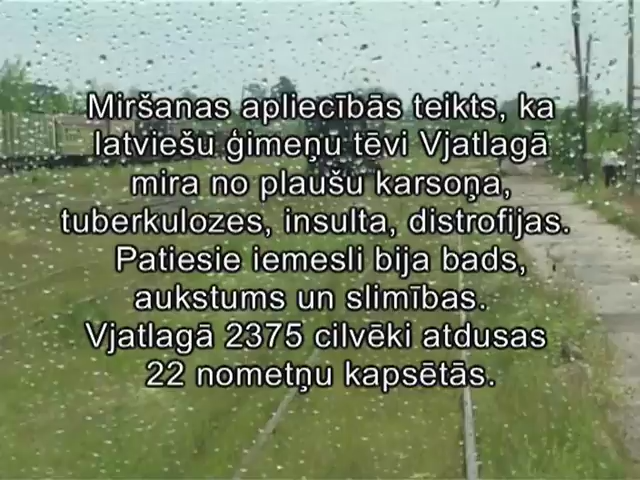 Miršanas apliecībās teikts, ka
latviešu ģimeņu tēvi Vjatlagā
mira no plaušu karsoņa,
tuberkulozes, insulta, distrofijas.
Patiesie iemesli bija bads,
aukstums un slimības.
Vjatlagā 2375 cilvēki atdusas
22 nometņu kapsētās.